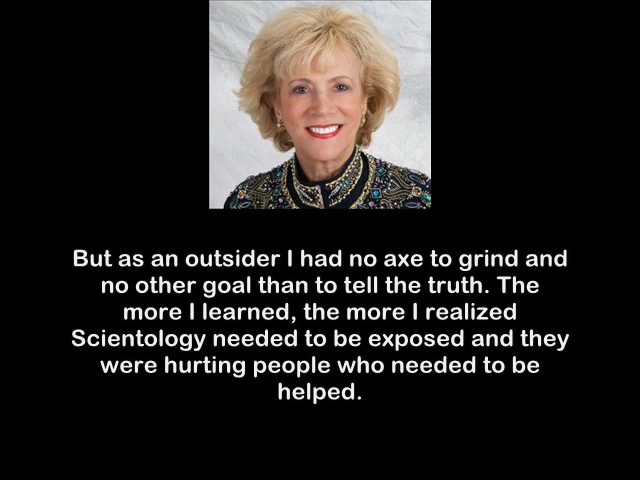 But as an outsider I had no axe to grind and
no other goal than to tell the truth. The
more I learned, the more I realized
Scientology needed to be exposed and they
were hurting people who needed to be
helped.